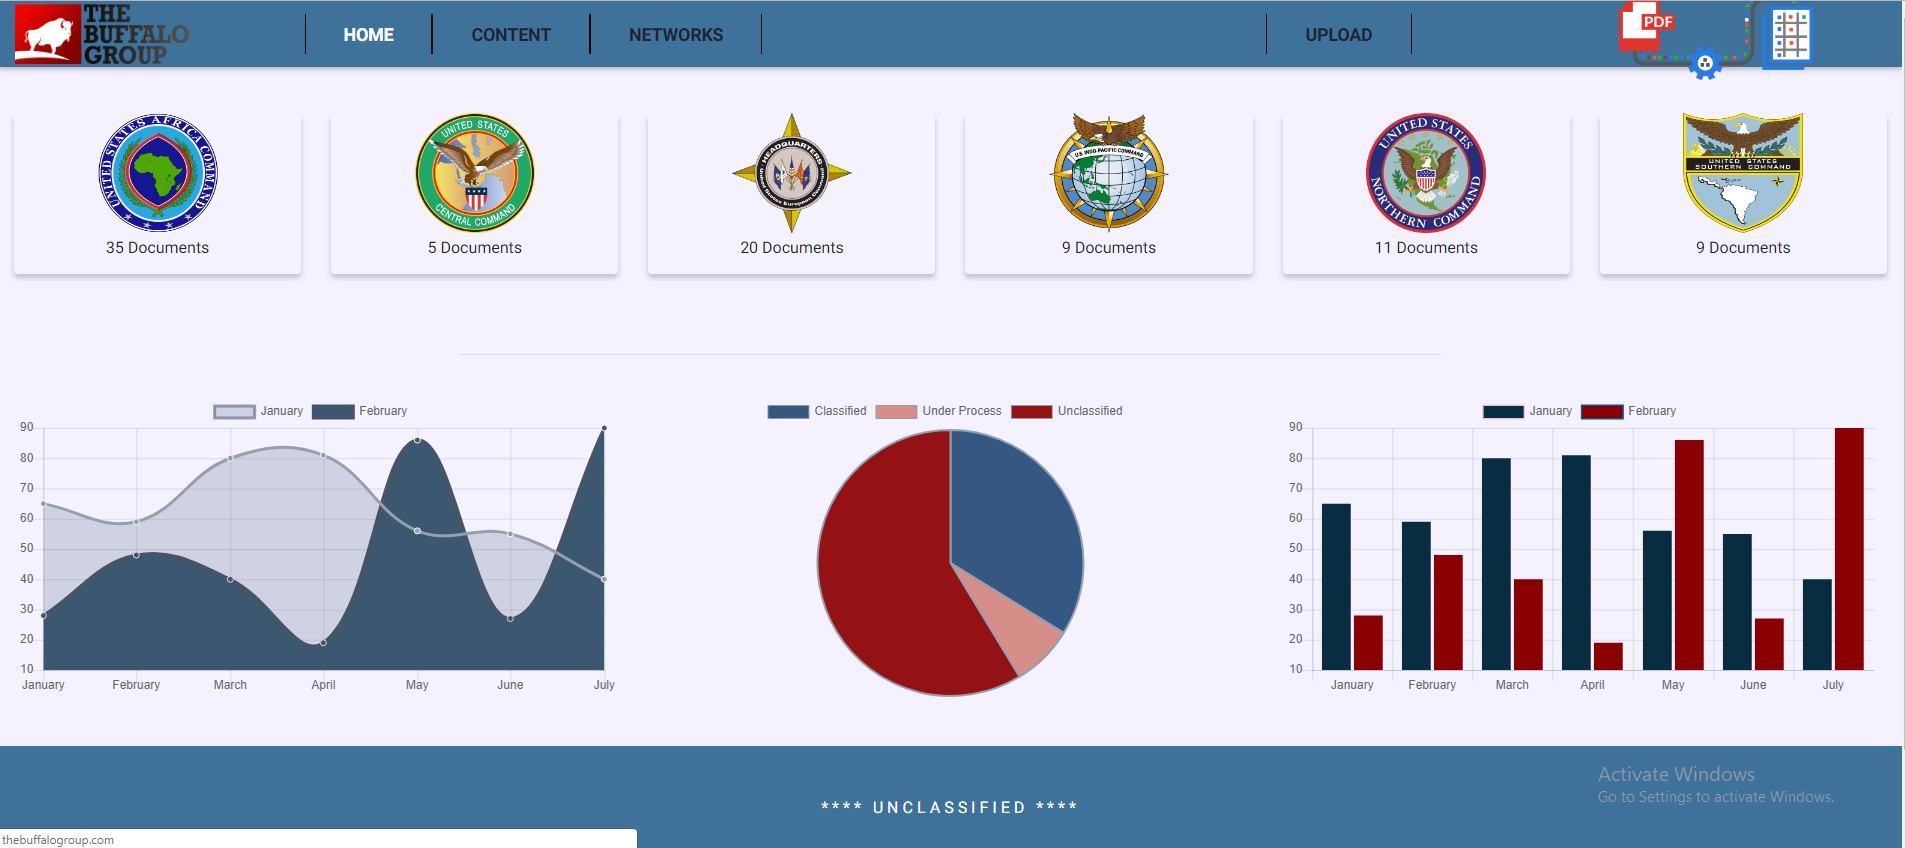 THE
BUFFALO
GROUP
HOME
CONTENT
NETWORKS
UPLOAD
PDF
UNITED STATES AFRICA COMMAND
35 Documents
UNITED STATES
CENTRAL COMMAND
5 Documents
HEADQUARTERS
United States European Command
20 Documents
U.S. INDO PACIFIC COMMAND
9 Documents
UNITED STATES
NORTHERN COMMAND
11 Documents
UNITED STATES
SOUTHERN COMMAND
9 Documents
January February
90
80
70
60
50
40
30
20
10
January February March April May June July
Classified Under Process Unclassified
January February
90
80
70
60
50
40
30
20
10
January February March April May June July
**** UNCLASSIFIED ****
Activate Windows
Go to Settings to activate Windows.
thebuffalogroup.com